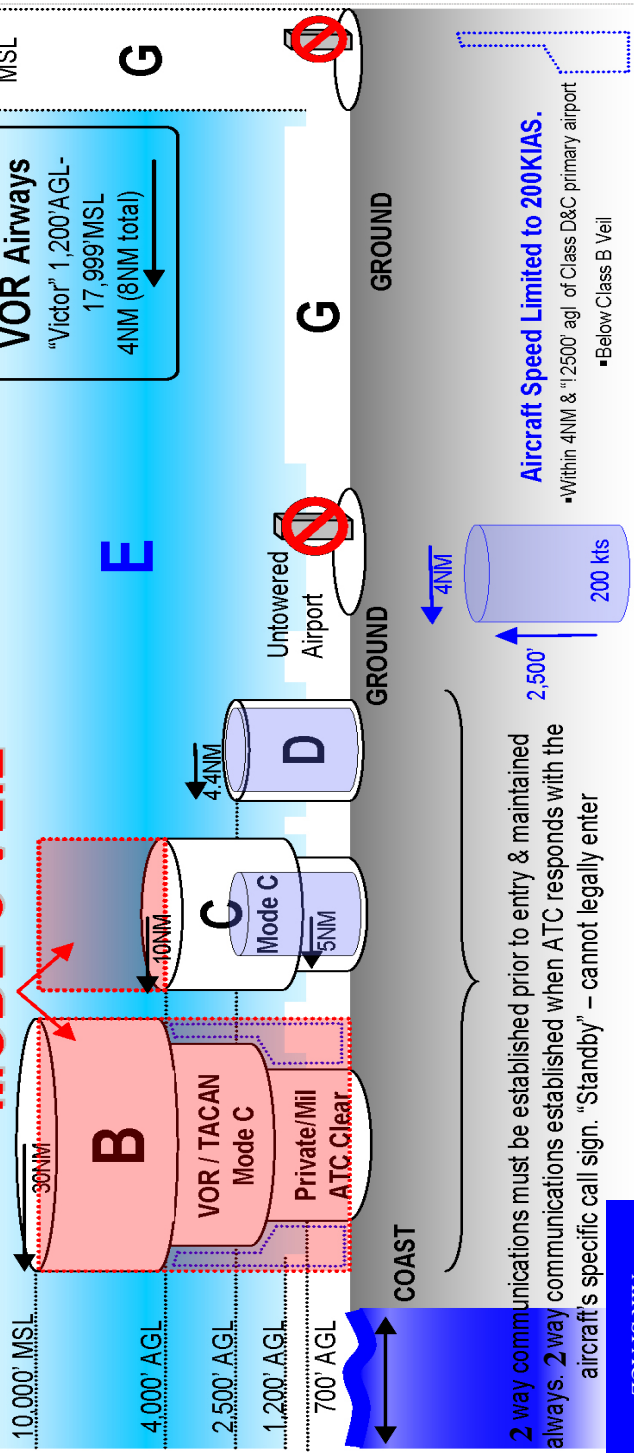 MSL
G
VOR Airways
"Victor" 1,200'AGL-
17,999'MSL
4NM (8NM total)
E
10,000' MSL
4,000' AGL
2,500' AGL
1,200' AGL
700' AGL
30NM
B
VOR / TACAN
Mode C
Private/Mil
ATC Clear
10NM
C
Mode C
5NM
4.4NM
D
Untowered
Airport
G
COAST
GROUND
GROUND
2 way communications must be established prior to entry & maintained
always. 2 way communications established when ATC responds with the
aircraft's specific call sign. "Standby" – cannot legally enter
4NM
2,500'
200 kts
Aircraft Speed Limited to 200KIAS.
▪Within 4NM & "!2500' agl of Class D&C primary airport
▪Below Class B Veil